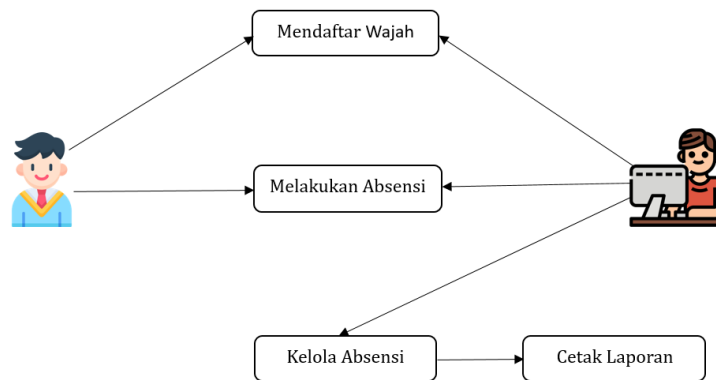 Mendaftar Wajah
Melakukan Absensi
Kelola Absensi
Cetak Laporan